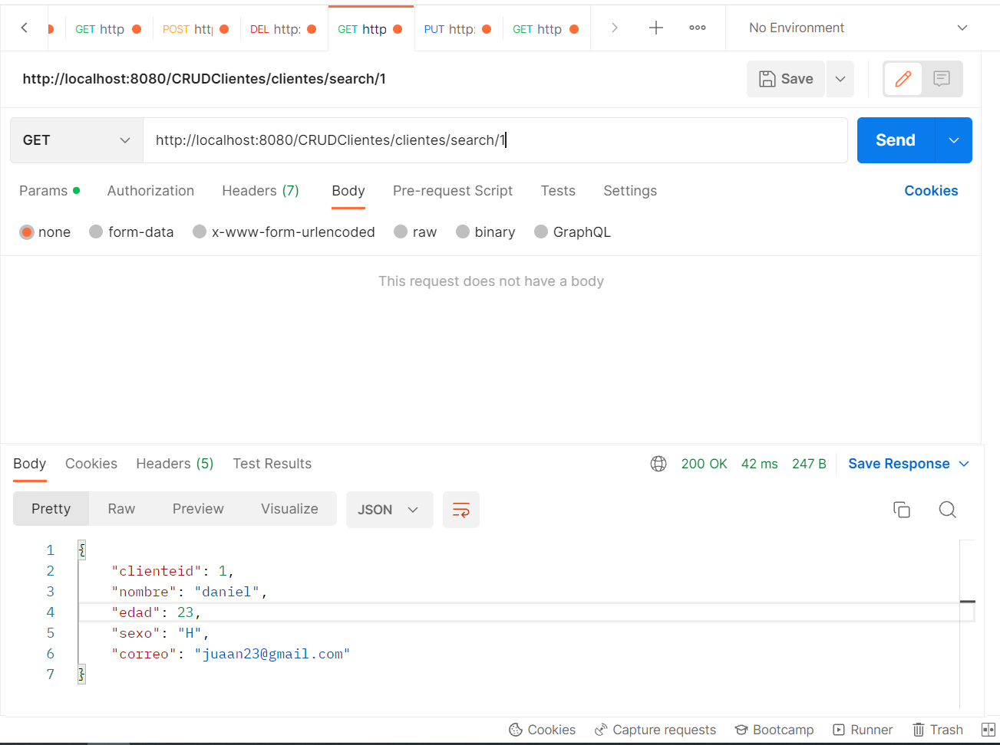 GET http POST htt DEL http: GET http PUT http: GET http No Environment
http://localhost:8080/CRUDClientes/clientes/search/1 Save
GET http://localhost:8080/CRUDClientes/clientes/search/1 Send
Params Authorization Headers (7) Body Pre-request Script Tests Settings Cookies
none form-data x-www-form-urlencoded raw binary GraphQL
This request does not have a body
Body Cookies Headers (5) Test Results 200 OK 42 ms 247 B Save Response
Pretty Raw Preview Visualize JSON
1 {
2 "clienteid": 1,
3 "nombre": "daniel",
4 "edad": 23,
5 "sexo": "H",
6 "correo": "juaan23@gmail.com"
7 }
Cookies Capture requests Bootcamp Runner Trash